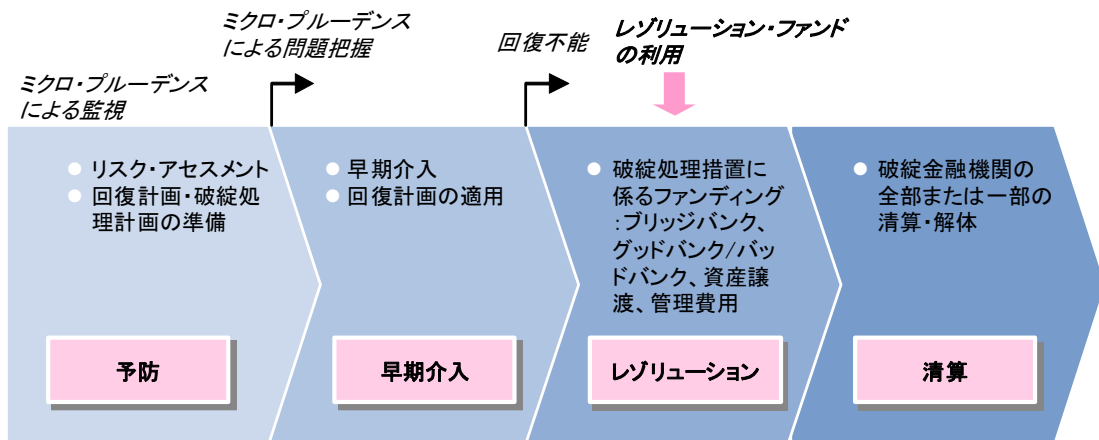 ミクロ・プルーデンス
による監視
ミクロ・プルーデンス
による問題把握
回復不能
レゾリューション・ファンド
の利用
● リスク・アセスメント
● 回復計画・破綻処
理計画の準備
予防
● 早期介入
● 回復計画の適用
早期介入
● 破綻処理措置に
係るファンディング
：ブリッジバンク、
グッドバンク/バッ
ドバンク、資産譲
渡、管理費用
レゾリューション
● 破綻金融機関の
全部または一部の
清算・解体
清算